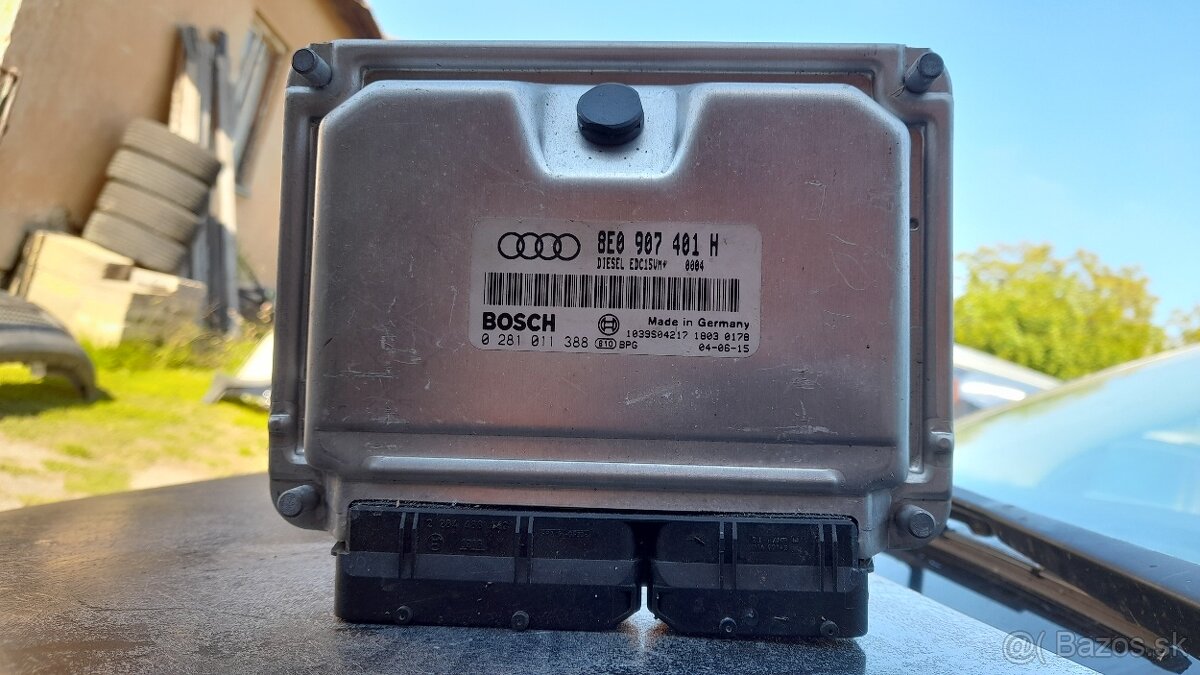 8E0 907 401 H
DIESEL EDC15VM+ 0004
BOSCH Made in Germany
1039S04217 1803 0178
0 281 011 388 E10 BPG 04-06-15
@( Bazos.sk